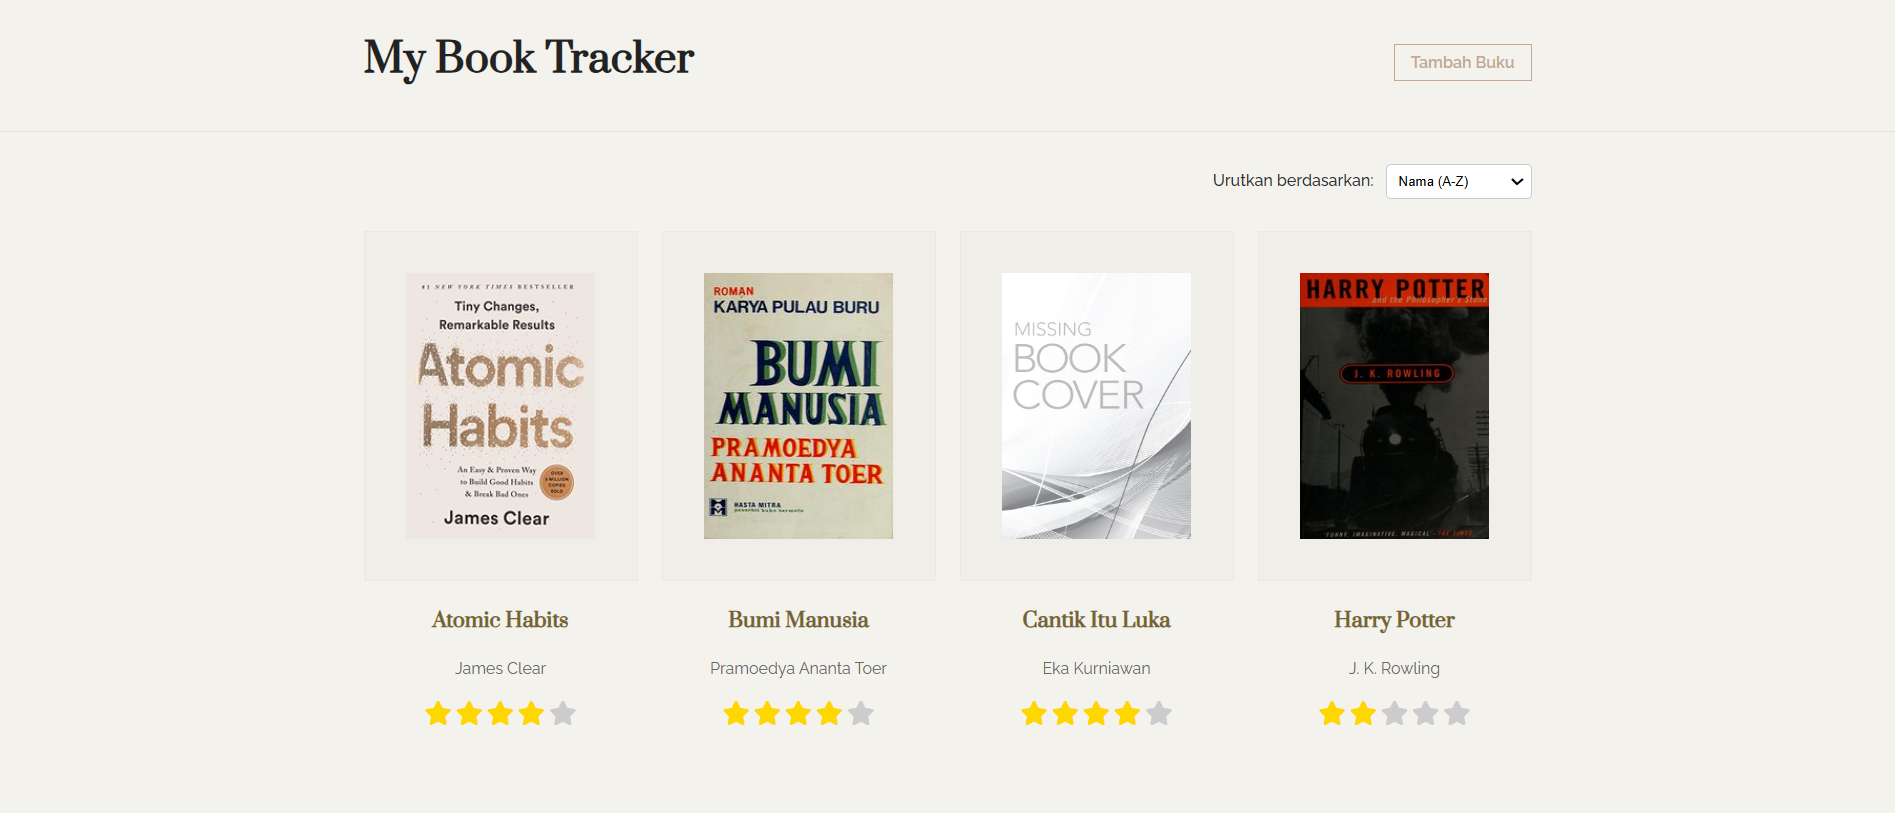 My Book Tracker
Tambah Buku
Urutkan berdasarkan:
Nama (A-Z)
#1 NEW YORK TIMES BESTSELLER
Tiny Changes,
Remarkable Results
Atomic
Habits
An Easy & Proven Way
to Build Good Habits
& Break Bad Ones
OVER
COPIES
SOLD
James Clear
ROMAN
KARYA PULAU BURU
BUMI
MANUSIA
PRAMOEDYA
ANANTA TOER
HASTA MITRA
MISSING
BOOK
COVER
HARRY POTTER
and the Philosopher's Stone
J. K. ROWLING
'FUNNY, IMAGINATIVE, MAGICAL' THE TIMES
Atomic Habits
Bumi Manusia
Cantik Itu Luka
Harry Potter
James Clear
Pramoedya Ananta Toer
Eka Kurniawan
J. K. Rowling